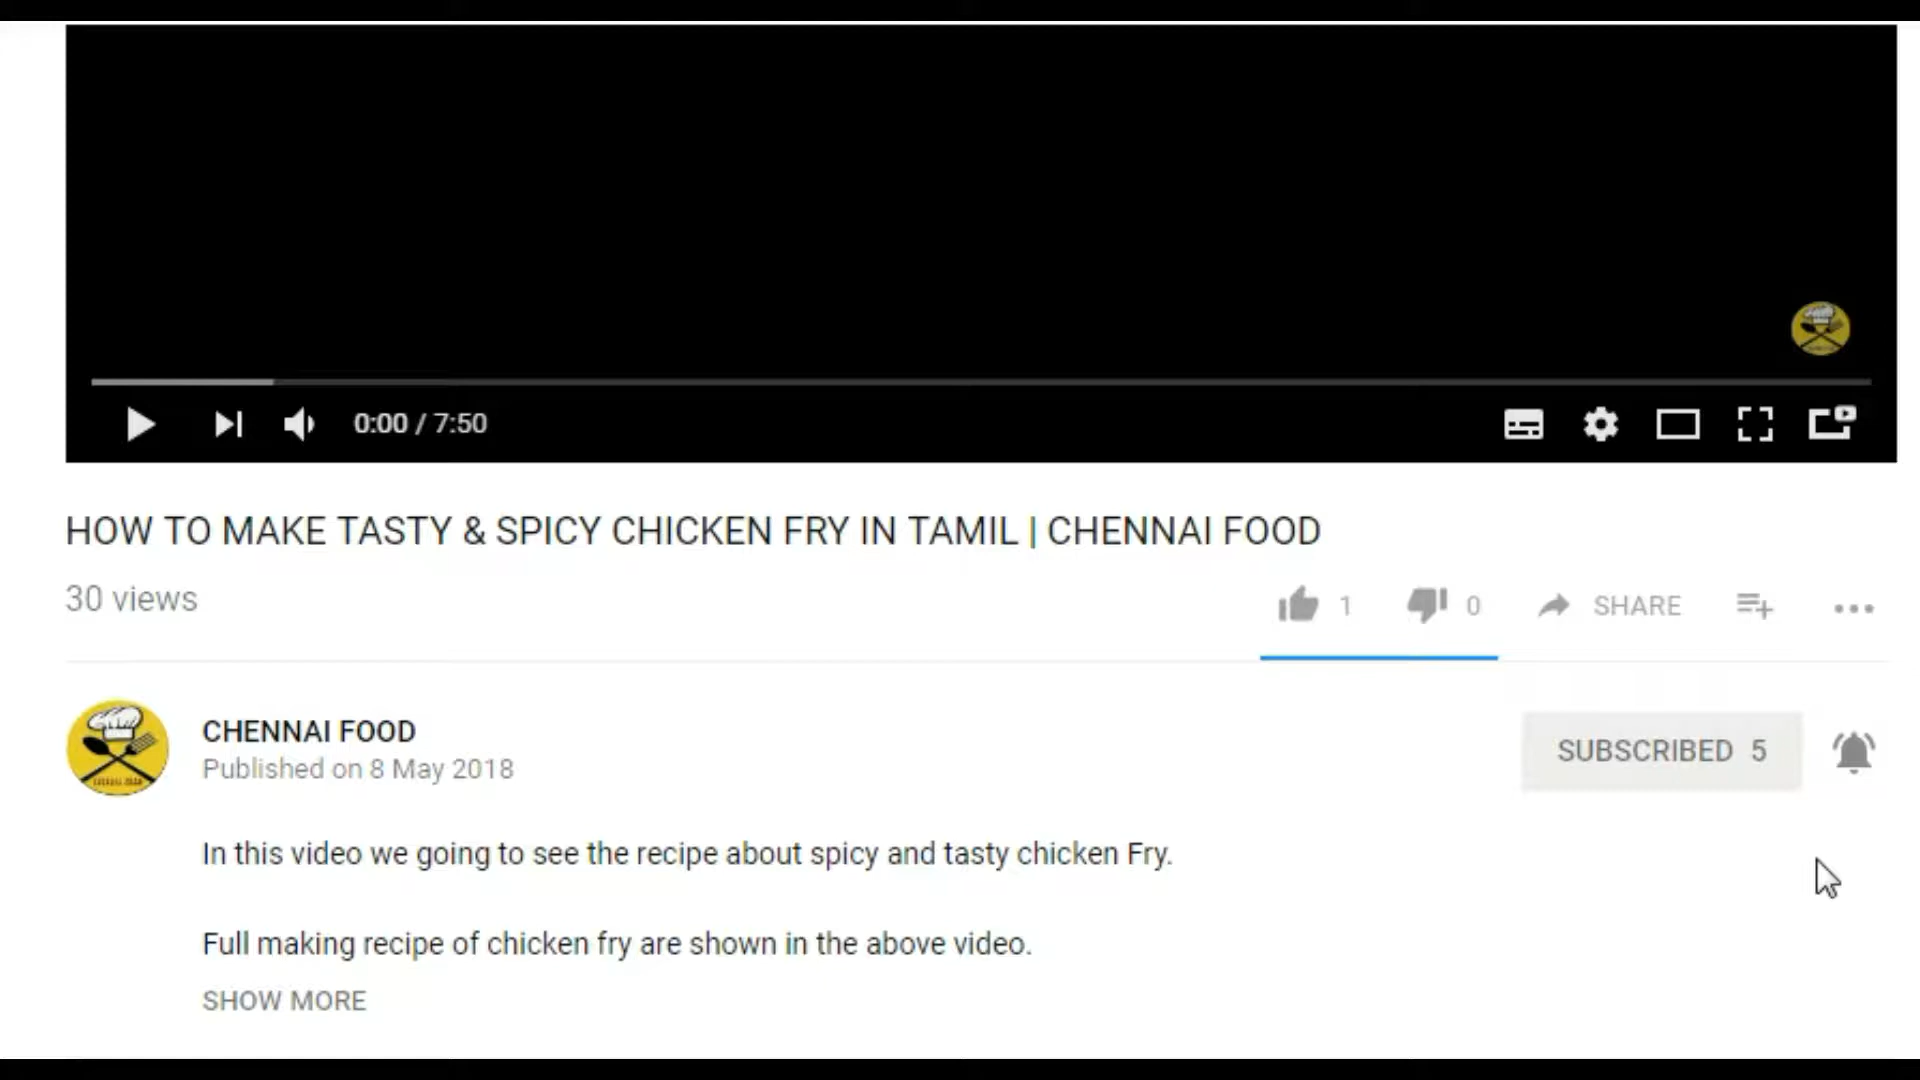 0:00 / 7:50
HOW TO MAKE TASTY & SPICY CHICKEN FRY IN TAMIL | CHENNAI FOOD
30 views
1
0
SHARE
CHENNAI FOOD
Published on 8 May 2018
SUBSCRIBED 5
In this video we going to see the recipe about spicy and tasty chicken Fry.
Full making recipe of chicken fry are shown in the above video.
SHOW MORE